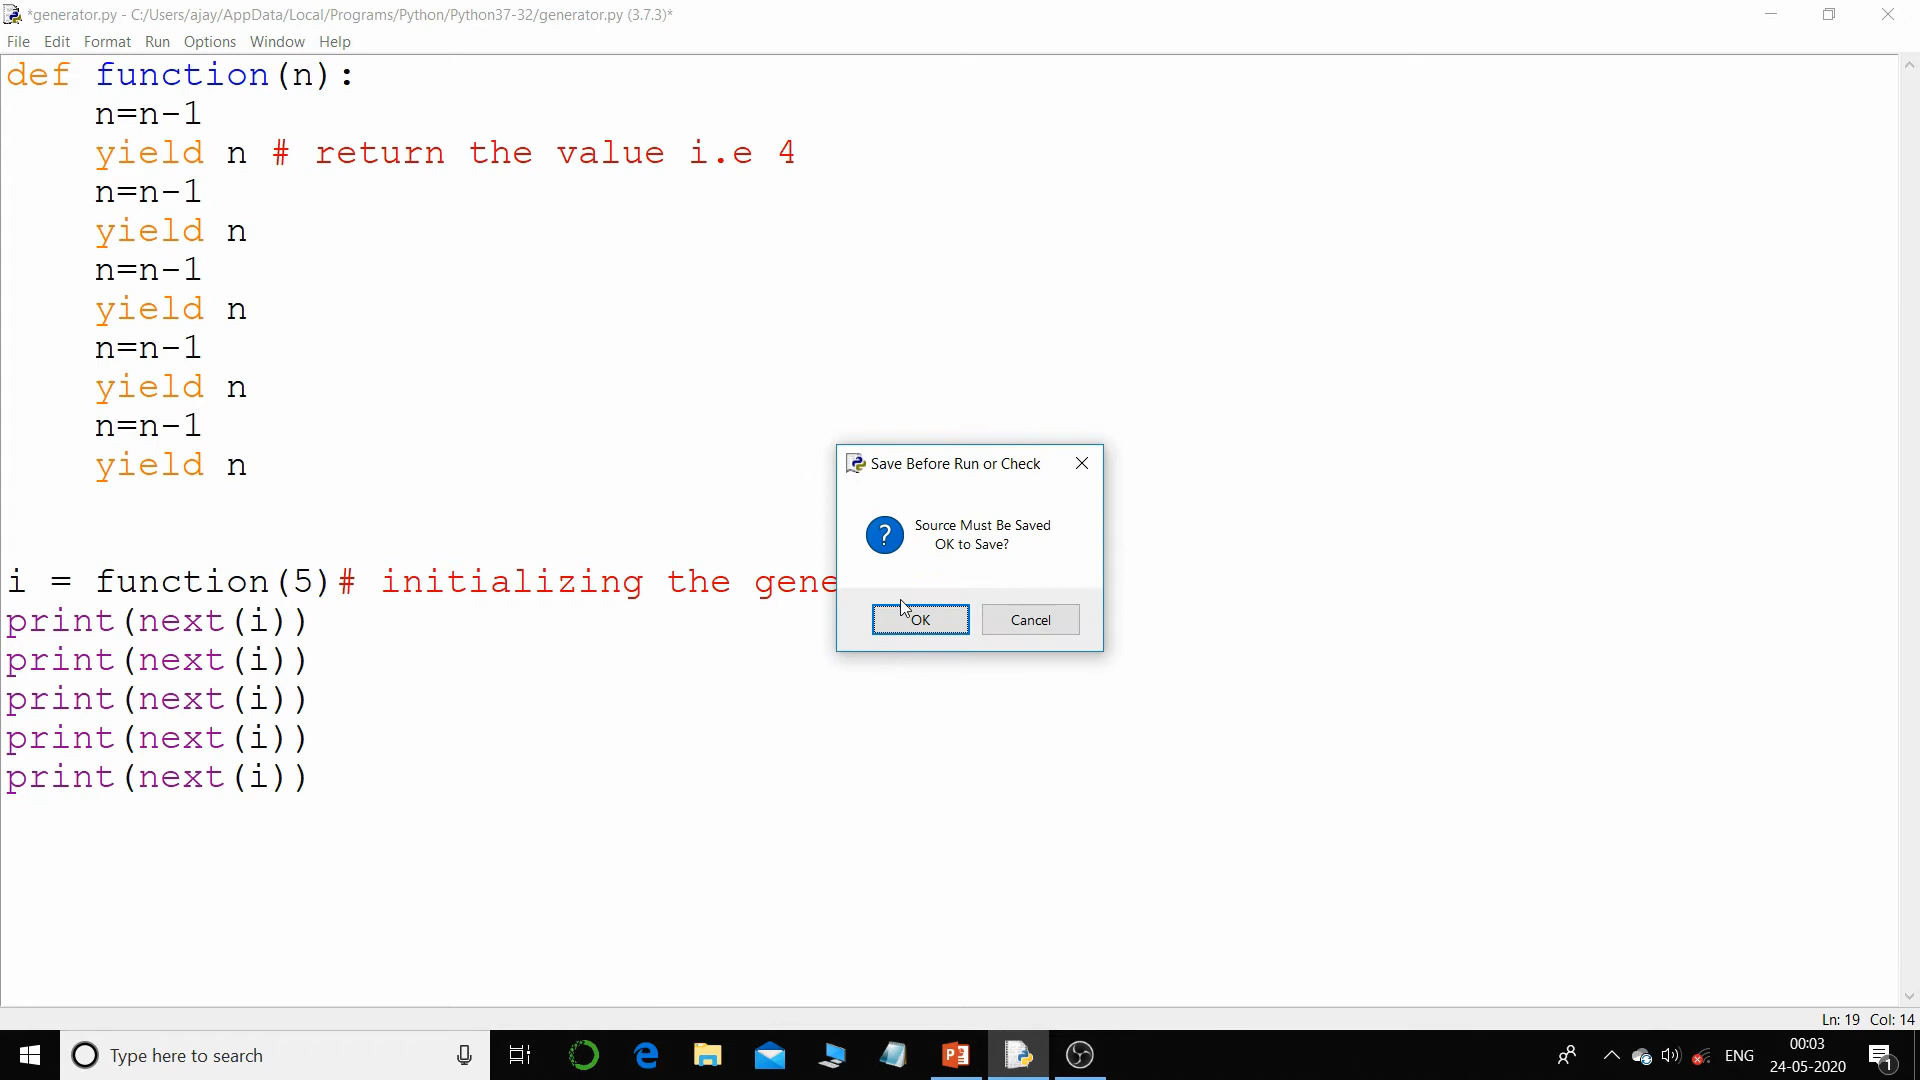 *generator.py - C:/Users/ajay/AppData/Local/Programs/Python/Python37-32/generator.py (3.7.3)*
File Edit Format Run Options Window Help
def function(n):
    n=n-1
    yield n # return the value i.e 4
    n=n-1
    yield n
    n=n-1
    yield n
    n=n-1
    yield n
    n=n-1
    yield n
Save Before Run or Check
?
Source Must Be Saved
OK to Save?
OK Cancel
i = function(5)# initializing the gene
print(next(i))
print(next(i))
print(next(i))
print(next(i))
print(next(i))
Ln: 19 Col: 14
Type here to search
ENG
00:03
24-05-2020
1